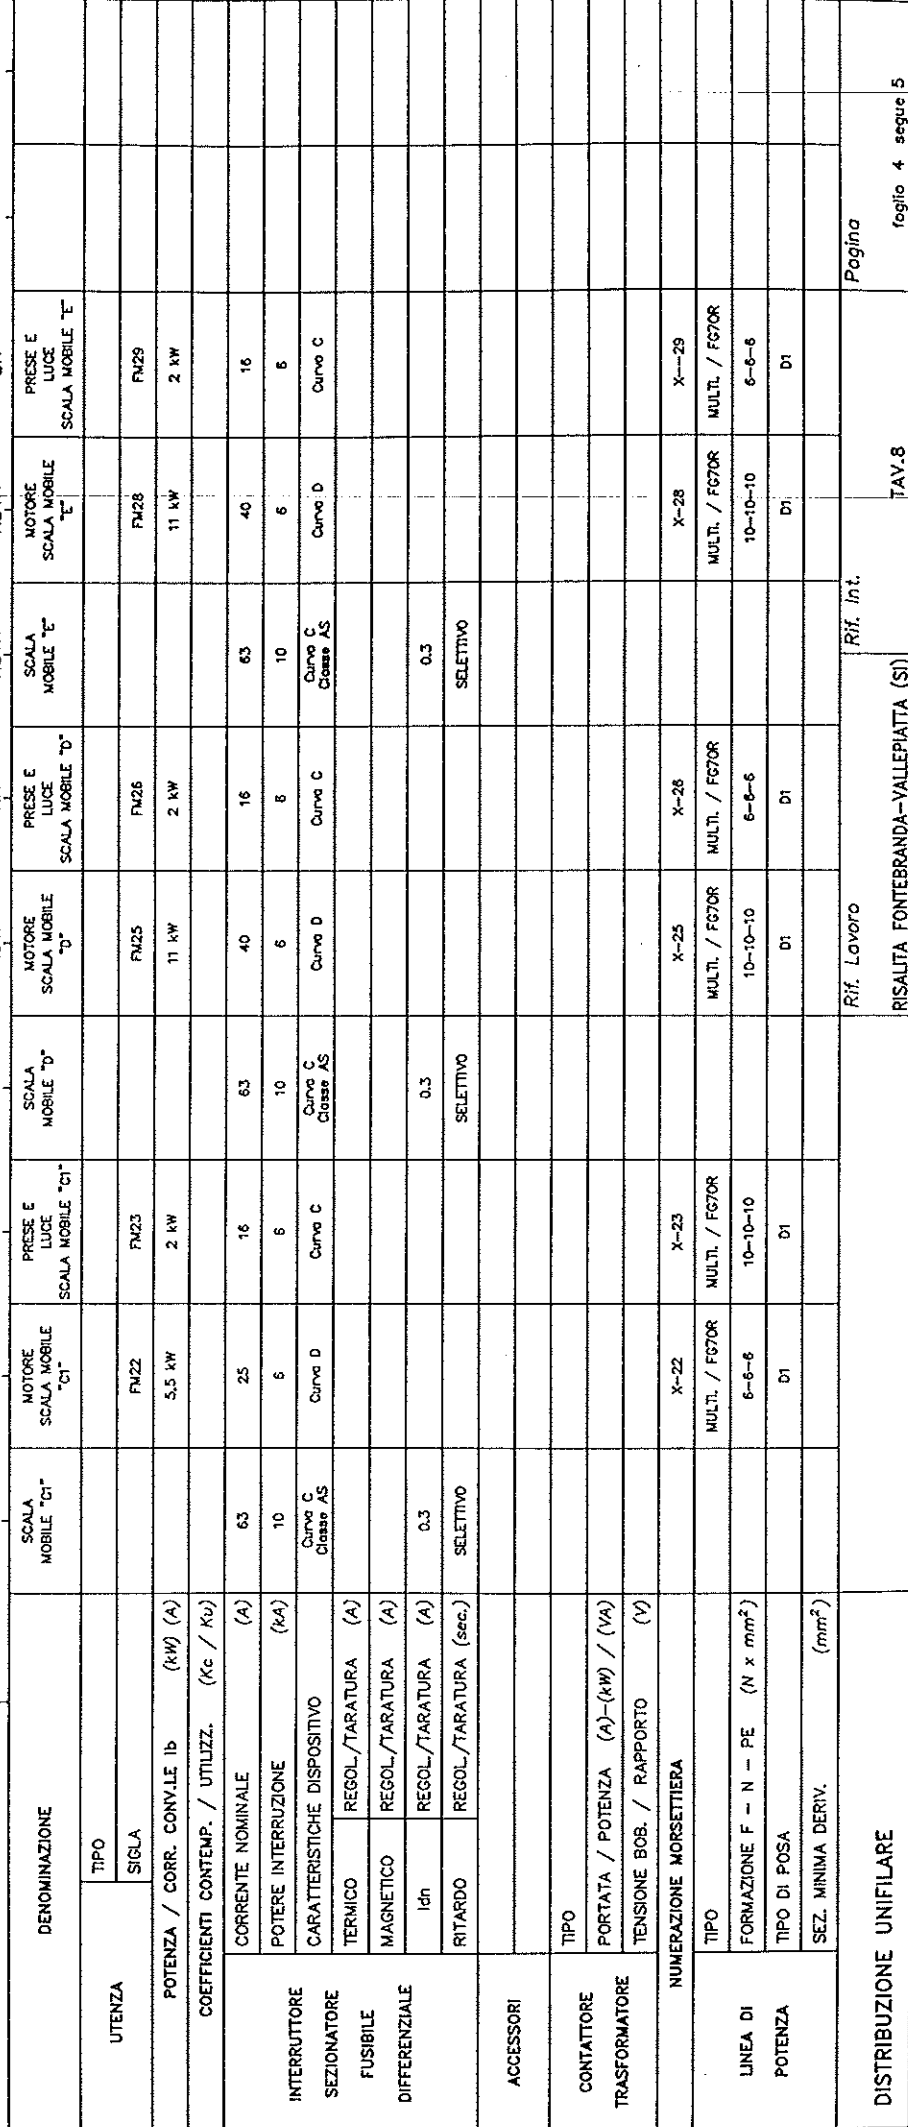 DENOMINAZIONE
SCALA
MOBILE "C1"
MOTORE
SCALA MOBILE
"C1"
PRESE E
LUCE
SCALA MOBILE "C1"
SCALA
MOBILE "D"
MOTORE
SCALA MOBILE
"D"
PRESE E
LUCE
SCALA MOBILE "D"
SCALA
MOBILE "E"
MOTORE
SCALA MOBILE
"E"
PRESE E
LUCE
SCALA MOBILE "E"
UTENZA
TIPO
SIGLA FM22 FM23 FM25 FM26 FM28 FM29
POTENZA / CORR. CONV.LE Ib (kW) (A) 5.5 kW 2 kW 11 kW 2 kW 11 kW 2 kW
COEFFICIENTI CONTEMP. / UTILIZZ. (Kc / Ku)
INTERRUTTORE
SEZIONATORE
FUSIBILE
DIFFERENZIALE
CORRENTE NOMINALE (A) 63 25 16 63 40 16 63 40 16
POTERE INTERRUZIONE (kA) 10 6 6 10 6 6 10 6 6
CARATTERISTICHE DISPOSITIVO Curva C Classe AS Curva D Curva C Curva C Classe AS Curva D Curva C Curva C Classe AS Curva D Curva C
TERMICO REGOL./TARATURA (A)
MAGNETICO REGOL./TARATURA (A)
Idn REGOL./TARATURA (A) 0.3 0.3 0.3
RITARDO REGOL./TARATURA (sec.) SELETTIVO SELETTIVO SELETTIVO
ACCESSORI
CONTATTORE
TRASFORMATORE
TIPO
PORTATA / POTENZA (A)-(kW) / (VA)
TENSIONE BOB. / RAPPORTO (V)
NUMERAZIONE MORSETTIERA X-22 X-23 X-25 X-26 X-28 X--29
LINEA DI
POTENZA
TIPO MULTI. / FG7OR MULTI. / FG7OR MULTI. / FG7OR MULTI. / FG7OR MULTI. / FG7OR MULTI. / FG7OR
FORMAZIONE F - N - PE (N x mm²) 6-6-6 10-10-10 10-10-10 6-6-6 10-10-10 6-6-6
TIPO DI POSA D1 D1 D1 D1 D1 D1
SEZ. MINIMA DERIV. (mm²)
DISTRIBUZIONE UNIFILARE
Rif. Lavoro
RISALITA FONTEBRANDA-VALLEPIATTA (SI)
Rif. Int.
TAV.8
Pagina
foglio 4 segue 5